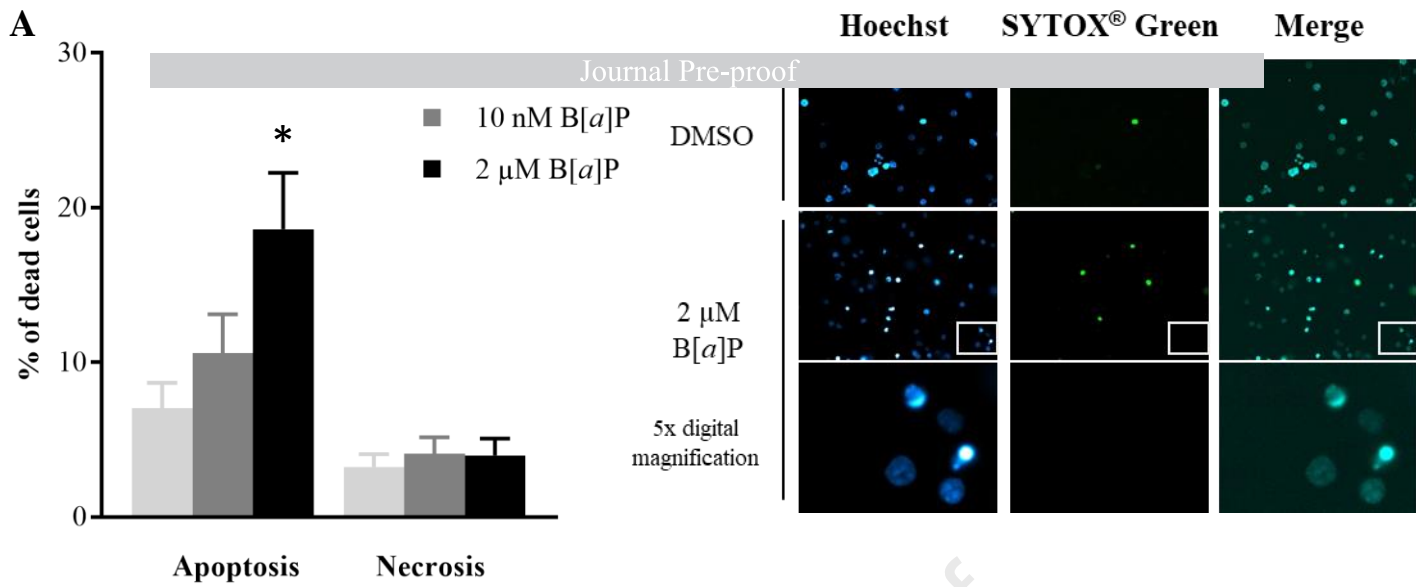 A
Hoechst SYTOX® Green Merge
30
Journal Pre-proof
10 nM B[a]P
2 µM B[a]P
*
DMSO
20
% of dead cells
10
0
2 µM
B[a]P
5x digital
magnification
Apoptosis Necrosis